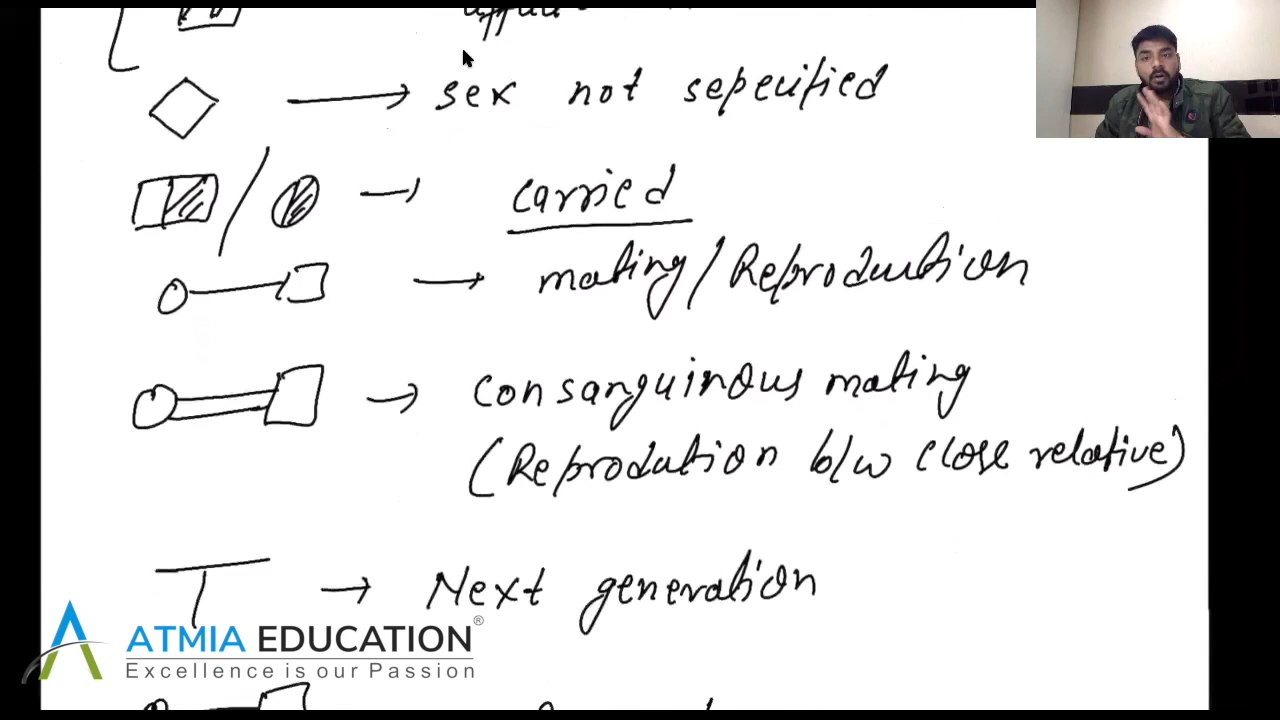 sex not sepecified
carried
mating/Reproduction
consanguinous mating
(Reprodution b/w close relative)
Next generation
ATMIA EDUCATION®
Excellence is our Passion